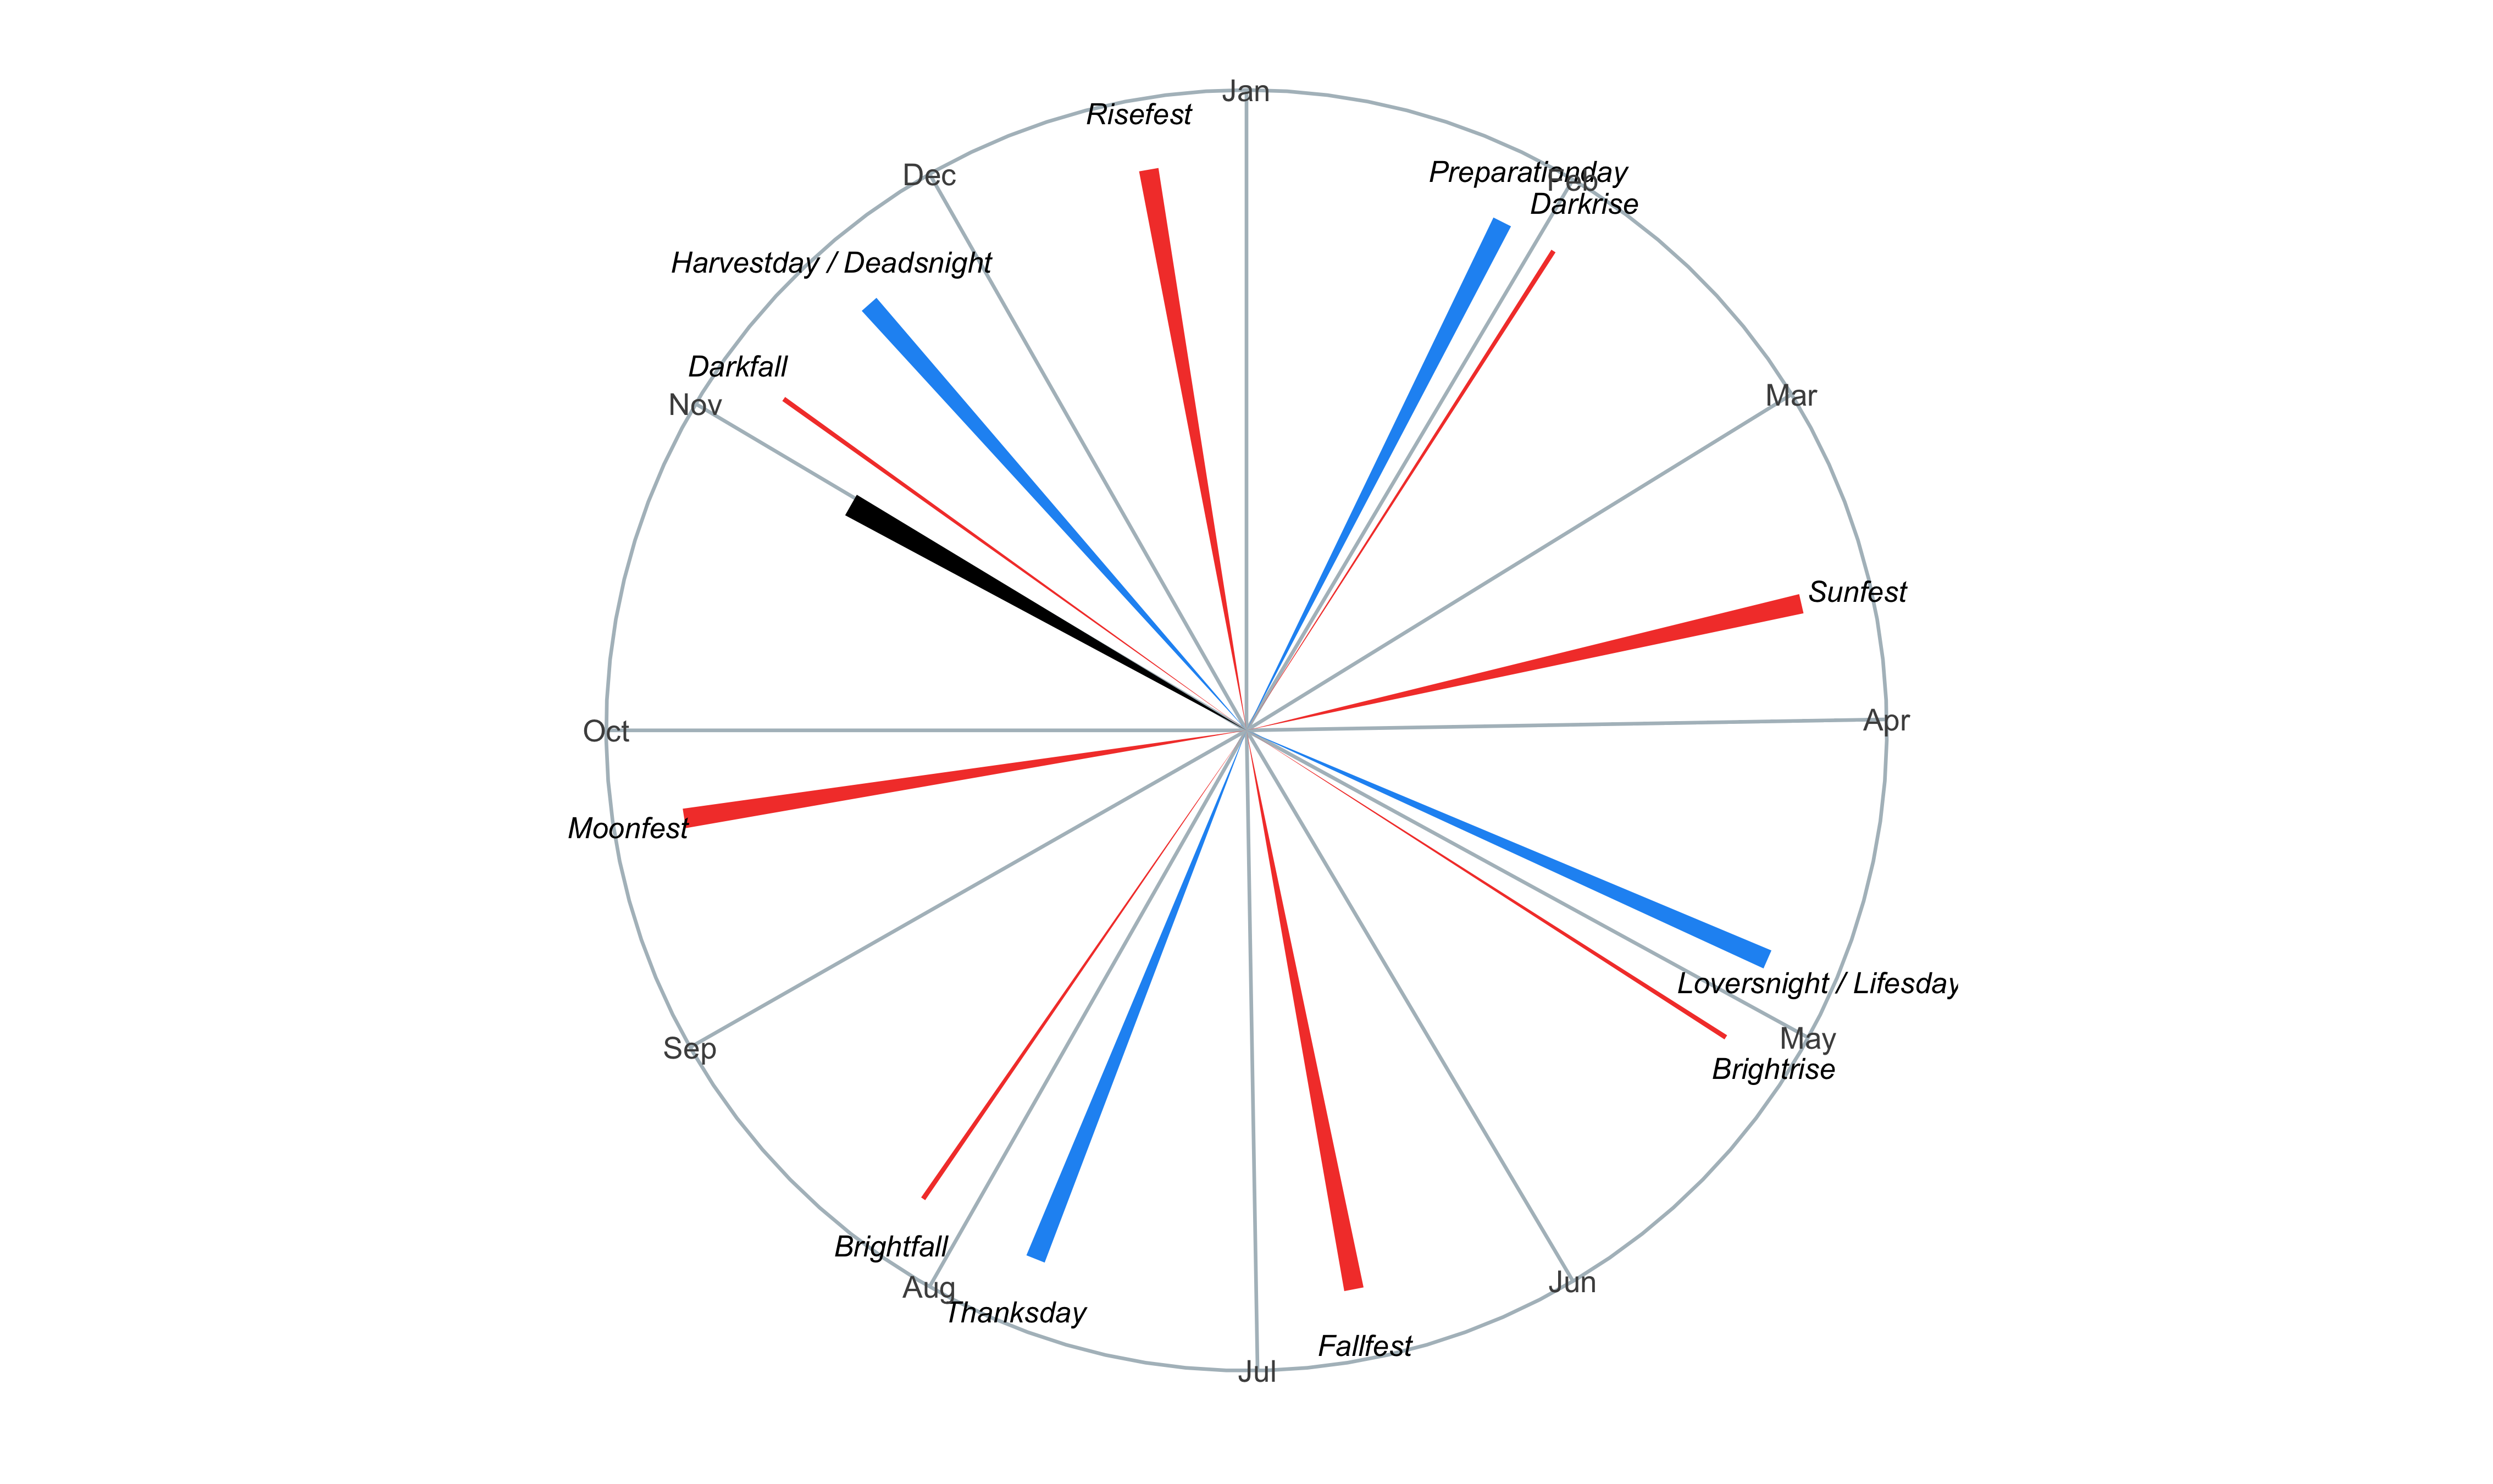 Jan
Risefest
Preparationday
Feb
Dec
Darkrise
Harvestday / Deadsnight
Darkfall
Mar
Nov
Sunfest
Apr
Oct
Moonfest
Loversnight / Lifesday
May
Sep
Brightrise
Brightfall
Jun
Aug
Thanksday
Fallfest
Jul